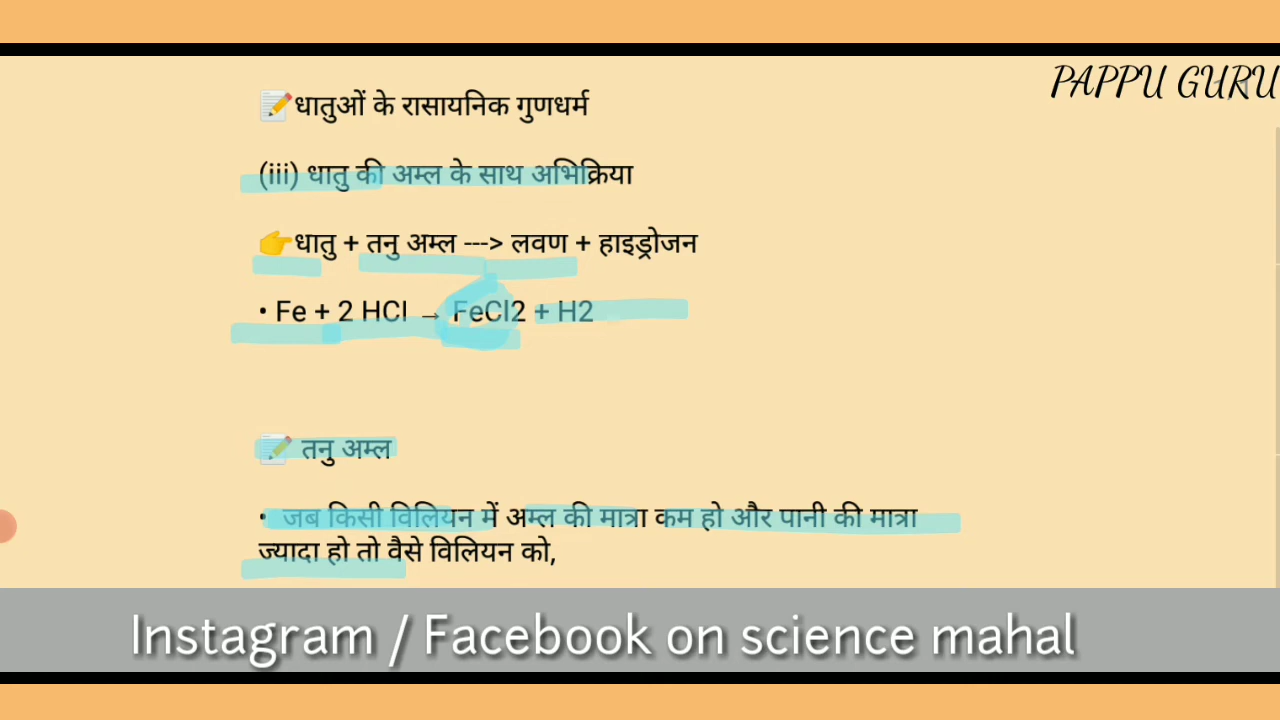 PAPPU GURU
📝धातुओं के रासायनिक गुणधर्म
(iii) धातु की अम्ल के साथ अभिक्रिया
👉धातु + तनु अम्ल ---> लवण + हाइड्रोजन
• Fe + 2 HCl → FeCl2 + H2
📝 तनु अम्ल
• जब किसी विलियन में अम्ल की मात्रा कम हो और पानी की मात्रा
ज्यादा हो तो वैसे विलियन को,
Instagram / Facebook on science mahal